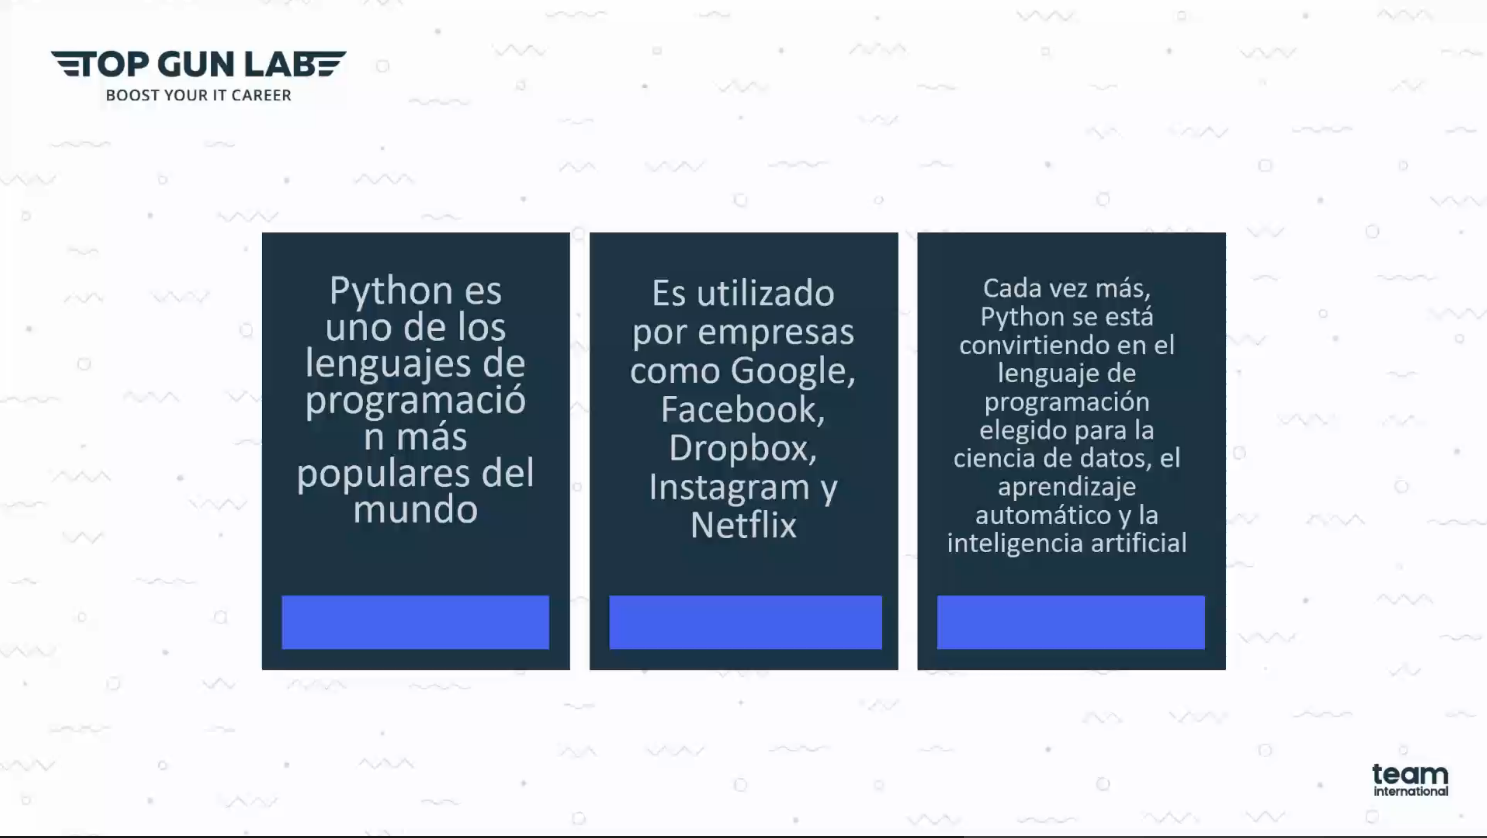 TOP GUN LAB
BOOST YOUR IT CAREER
Python es
uno de los
lenguajes de
programació
n más
populares del
mundo
Es utilizado
por empresas
como Google,
Facebook,
Dropbox,
Instagram y
Netflix
Cada vez más,
Python se está
convirtiendo en el
lenguaje de
programación
elegido para la
ciencia de datos, el
aprendizaje
automático y la
inteligencia artificial
team
international